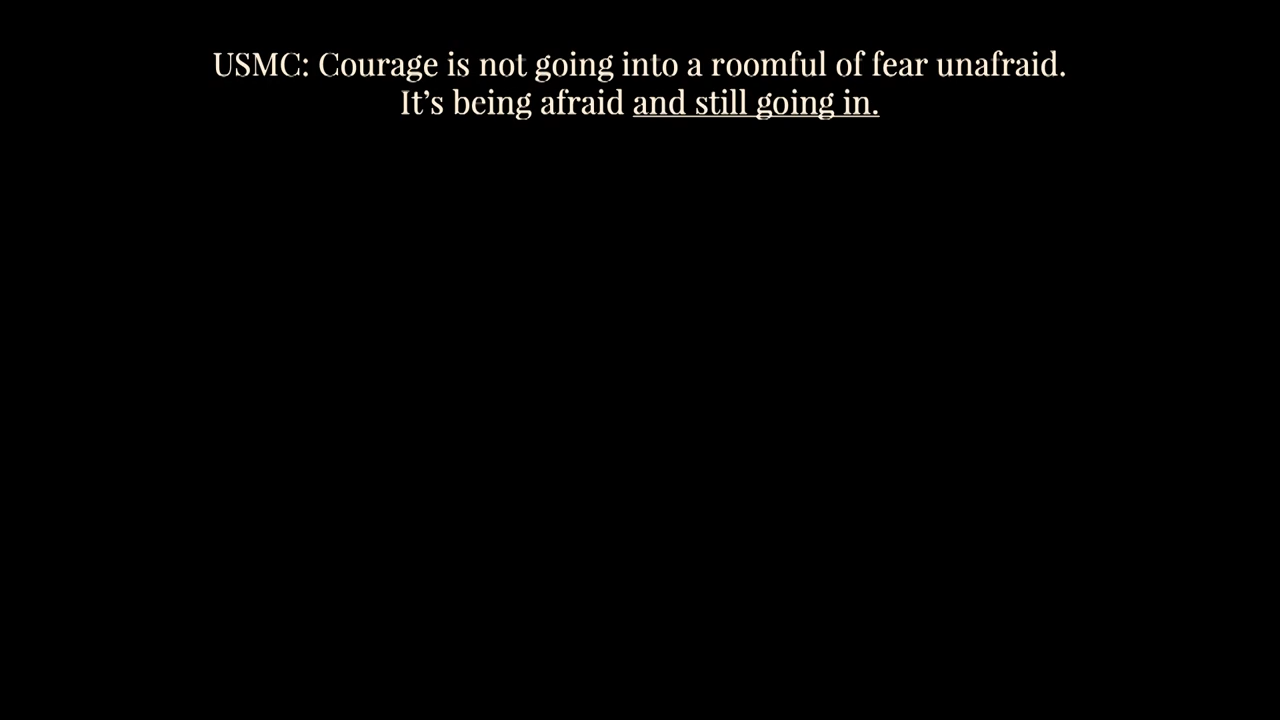 USMC: Courage is not going into a roomful of fear unafraid.
It’s being afraid and still going in.